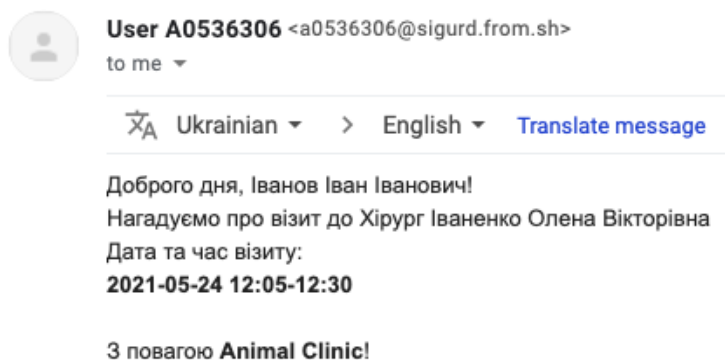 User A0536306 <a0536306@sigurd.from.sh>
to me
Ukrainian > English Translate message
Доброго дня, Іванов Іван Іванович!
Нагадуємо про візит до Хірург Іваненко Олена Вікторівна
Дата та час візиту:
2021-05-24 12:05-12:30
З повагою Animal Clinic!